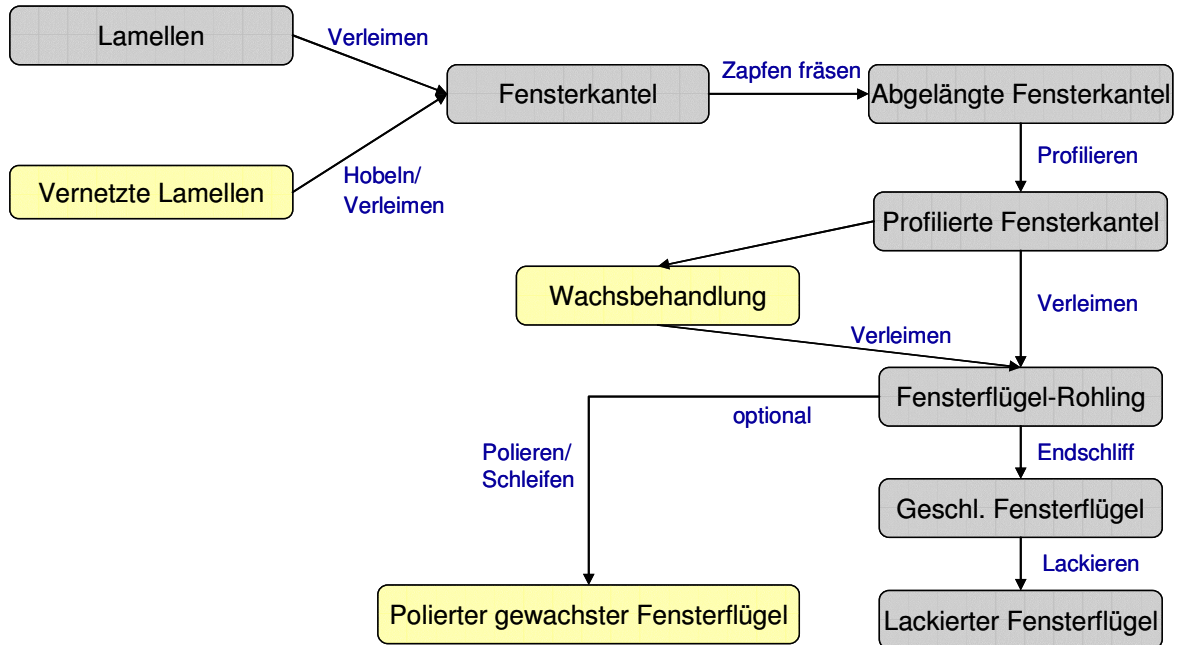 Lamellen
Verleimen
Fensterkantel
Zapfen fräsen
Abgelängte Fensterkantel
Vernetzte Lamellen
Hobeln/
Verleimen
Profilieren
Profilierte Fensterkantel
Wachsbehandlung
Verleimen
Verleimen
Fensterflügel-Rohling
optional
Polieren/
Schleifen
Endschliff
Geschl. Fensterflügel
Lackieren
Polierter gewachster Fensterflügel
Lackierter Fensterflügel